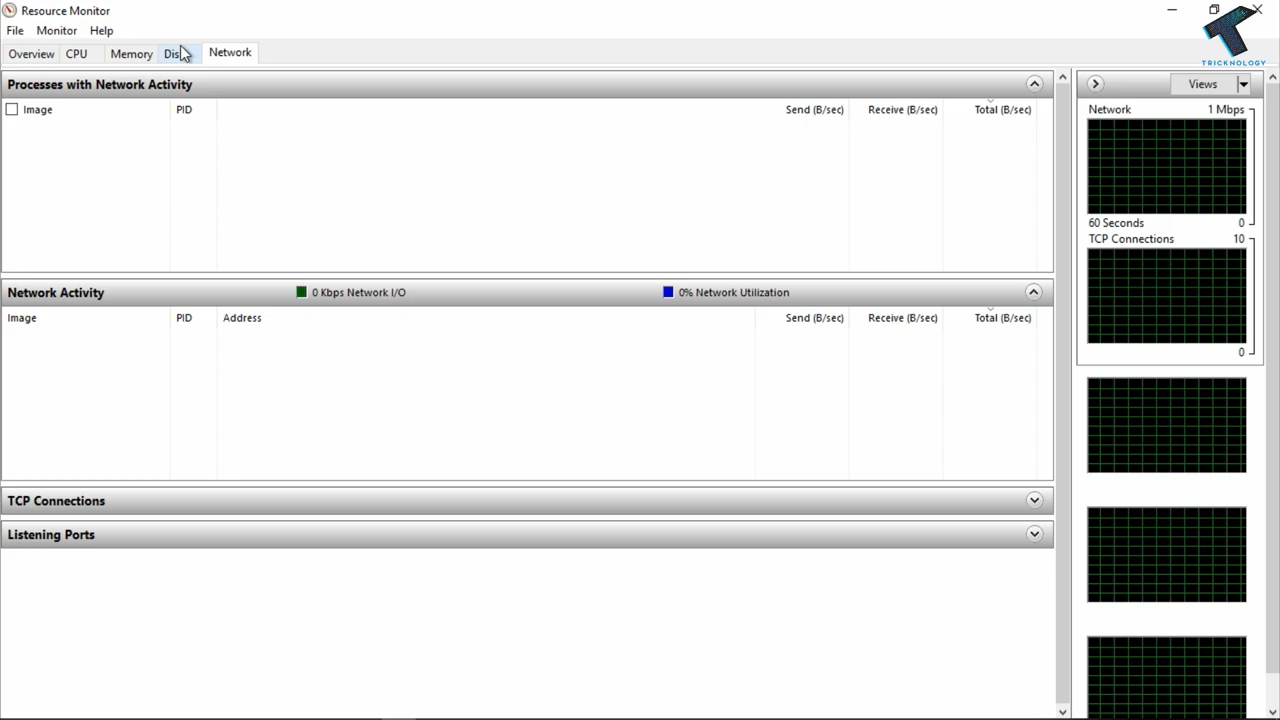 Resource Monitor
File Monitor Help
Overview CPU Memory Network
TRICKNOLOGY
Processes with Network Activity
Views
Image PID Send (B/sec) Receive (B/sec) Total (B/sec)
Network 1 Mbps
60 Seconds 0
TCP Connections 10
Network Activity 0 Kbps Network I/O 0% Network Utilization
Image PID Address Send (B/sec) Receive (B/sec) Total (B/sec)
0
TCP Connections
Listening Ports